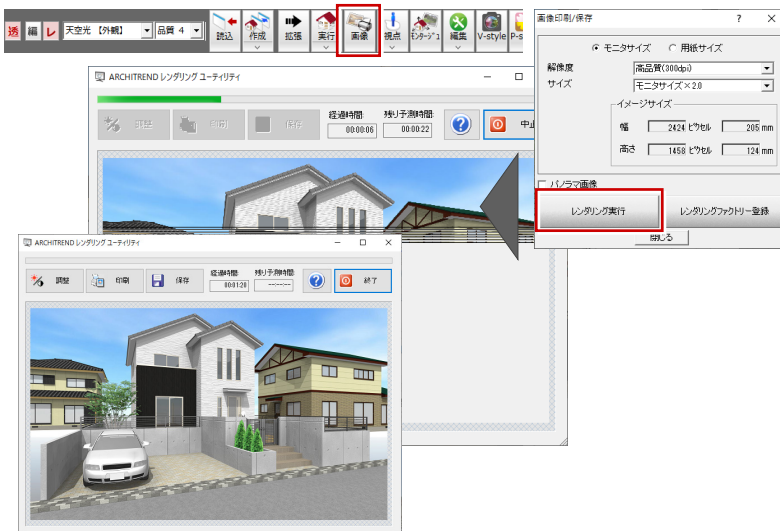 透 編 レ 天空光 【外観】 品質 4 読込 作成 拡張 実行 画像 視点 ﾓﾝﾀｰｼﾞ1 編集 V-style P-s
画像印刷/保存 ? ×
モニタサイズ 用紙サイズ
解像度 高品質(300dpi)
サイズ モニタサイズ×2.0
イメージサイズ
幅 2424 ピクセル 205 mm
高さ 1458 ピクセル 124 mm
パノラマ画像
レンダリング実行 レンダリングファクトリー登録
閉じる
ARCHITREND レンダリング ユーティリティ
調整 印刷 保存 経過時間: 00:00:06 残り予測時間: 00:00:22 ? 中止
ARCHITREND レンダリング ユーティリティ
調整 印刷 保存 経過時間: 00:01:20 残り予測時間: --:--:-- ? 終了